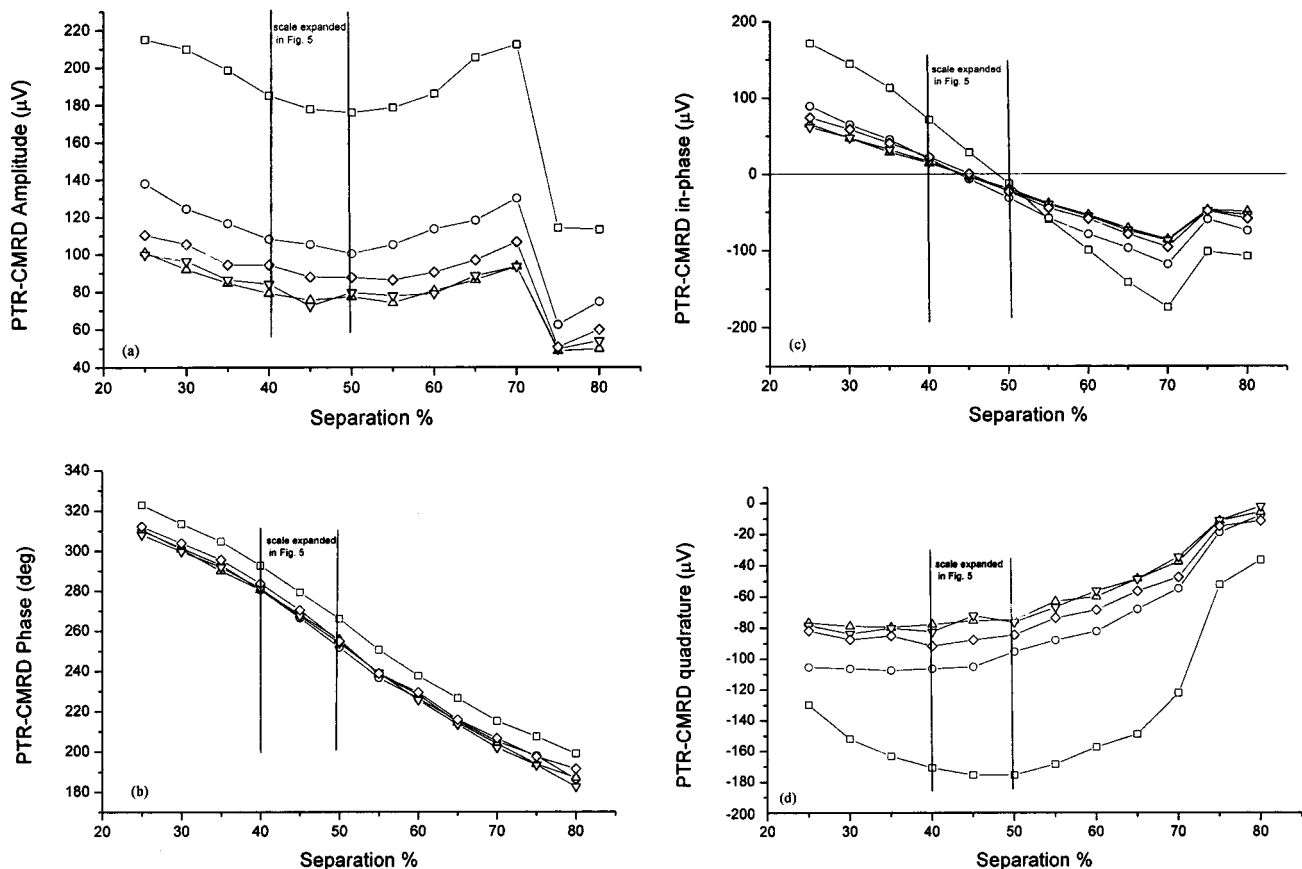 220
200
180
160
140
120
100
80
60
40
PTR-CMRD Amplitude (µV)
scale expanded
in Fig. 5
(a)
20 30 40 50 60 70 80
Separation %
200
100
0
-100
-200
PTR-CMRD in-phase (µV)
scale expanded
in Fig. 5
(c)
20 30 40 50 60 70 80
Separation %
340
320
300
280
260
240
220
200
180
PTR-CMRD Phase (deg)
scale expanded
in Fig. 5
(b)
20 30 40 50 60 70 80
Separation %
0
-20
-40
-60
-80
-100
-120
-140
-160
-180
-200
PTR-CMRD quadrature (µV)
scale expanded
in Fig. 5
(d)
20 30 40 50 60 70 80
Separation %